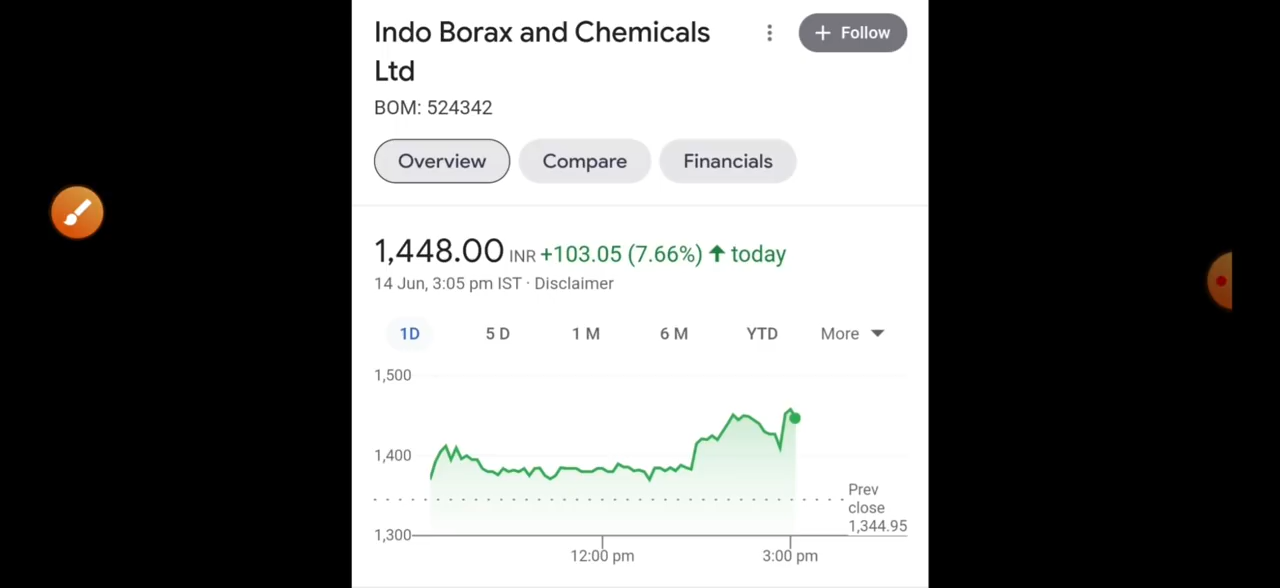 Indo Borax and Chemicals
Ltd
+ Follow
BOM: 524342
Overview Compare Financials
1,448.00 INR +103.05 (7.66%) ↑ today
14 Jun, 3:05 pm IST · Disclaimer
1D 5 D 1 M 6 M YTD More
1,500
1,400
1,300
Prev
close
1,344.95
12:00 pm 3:00 pm